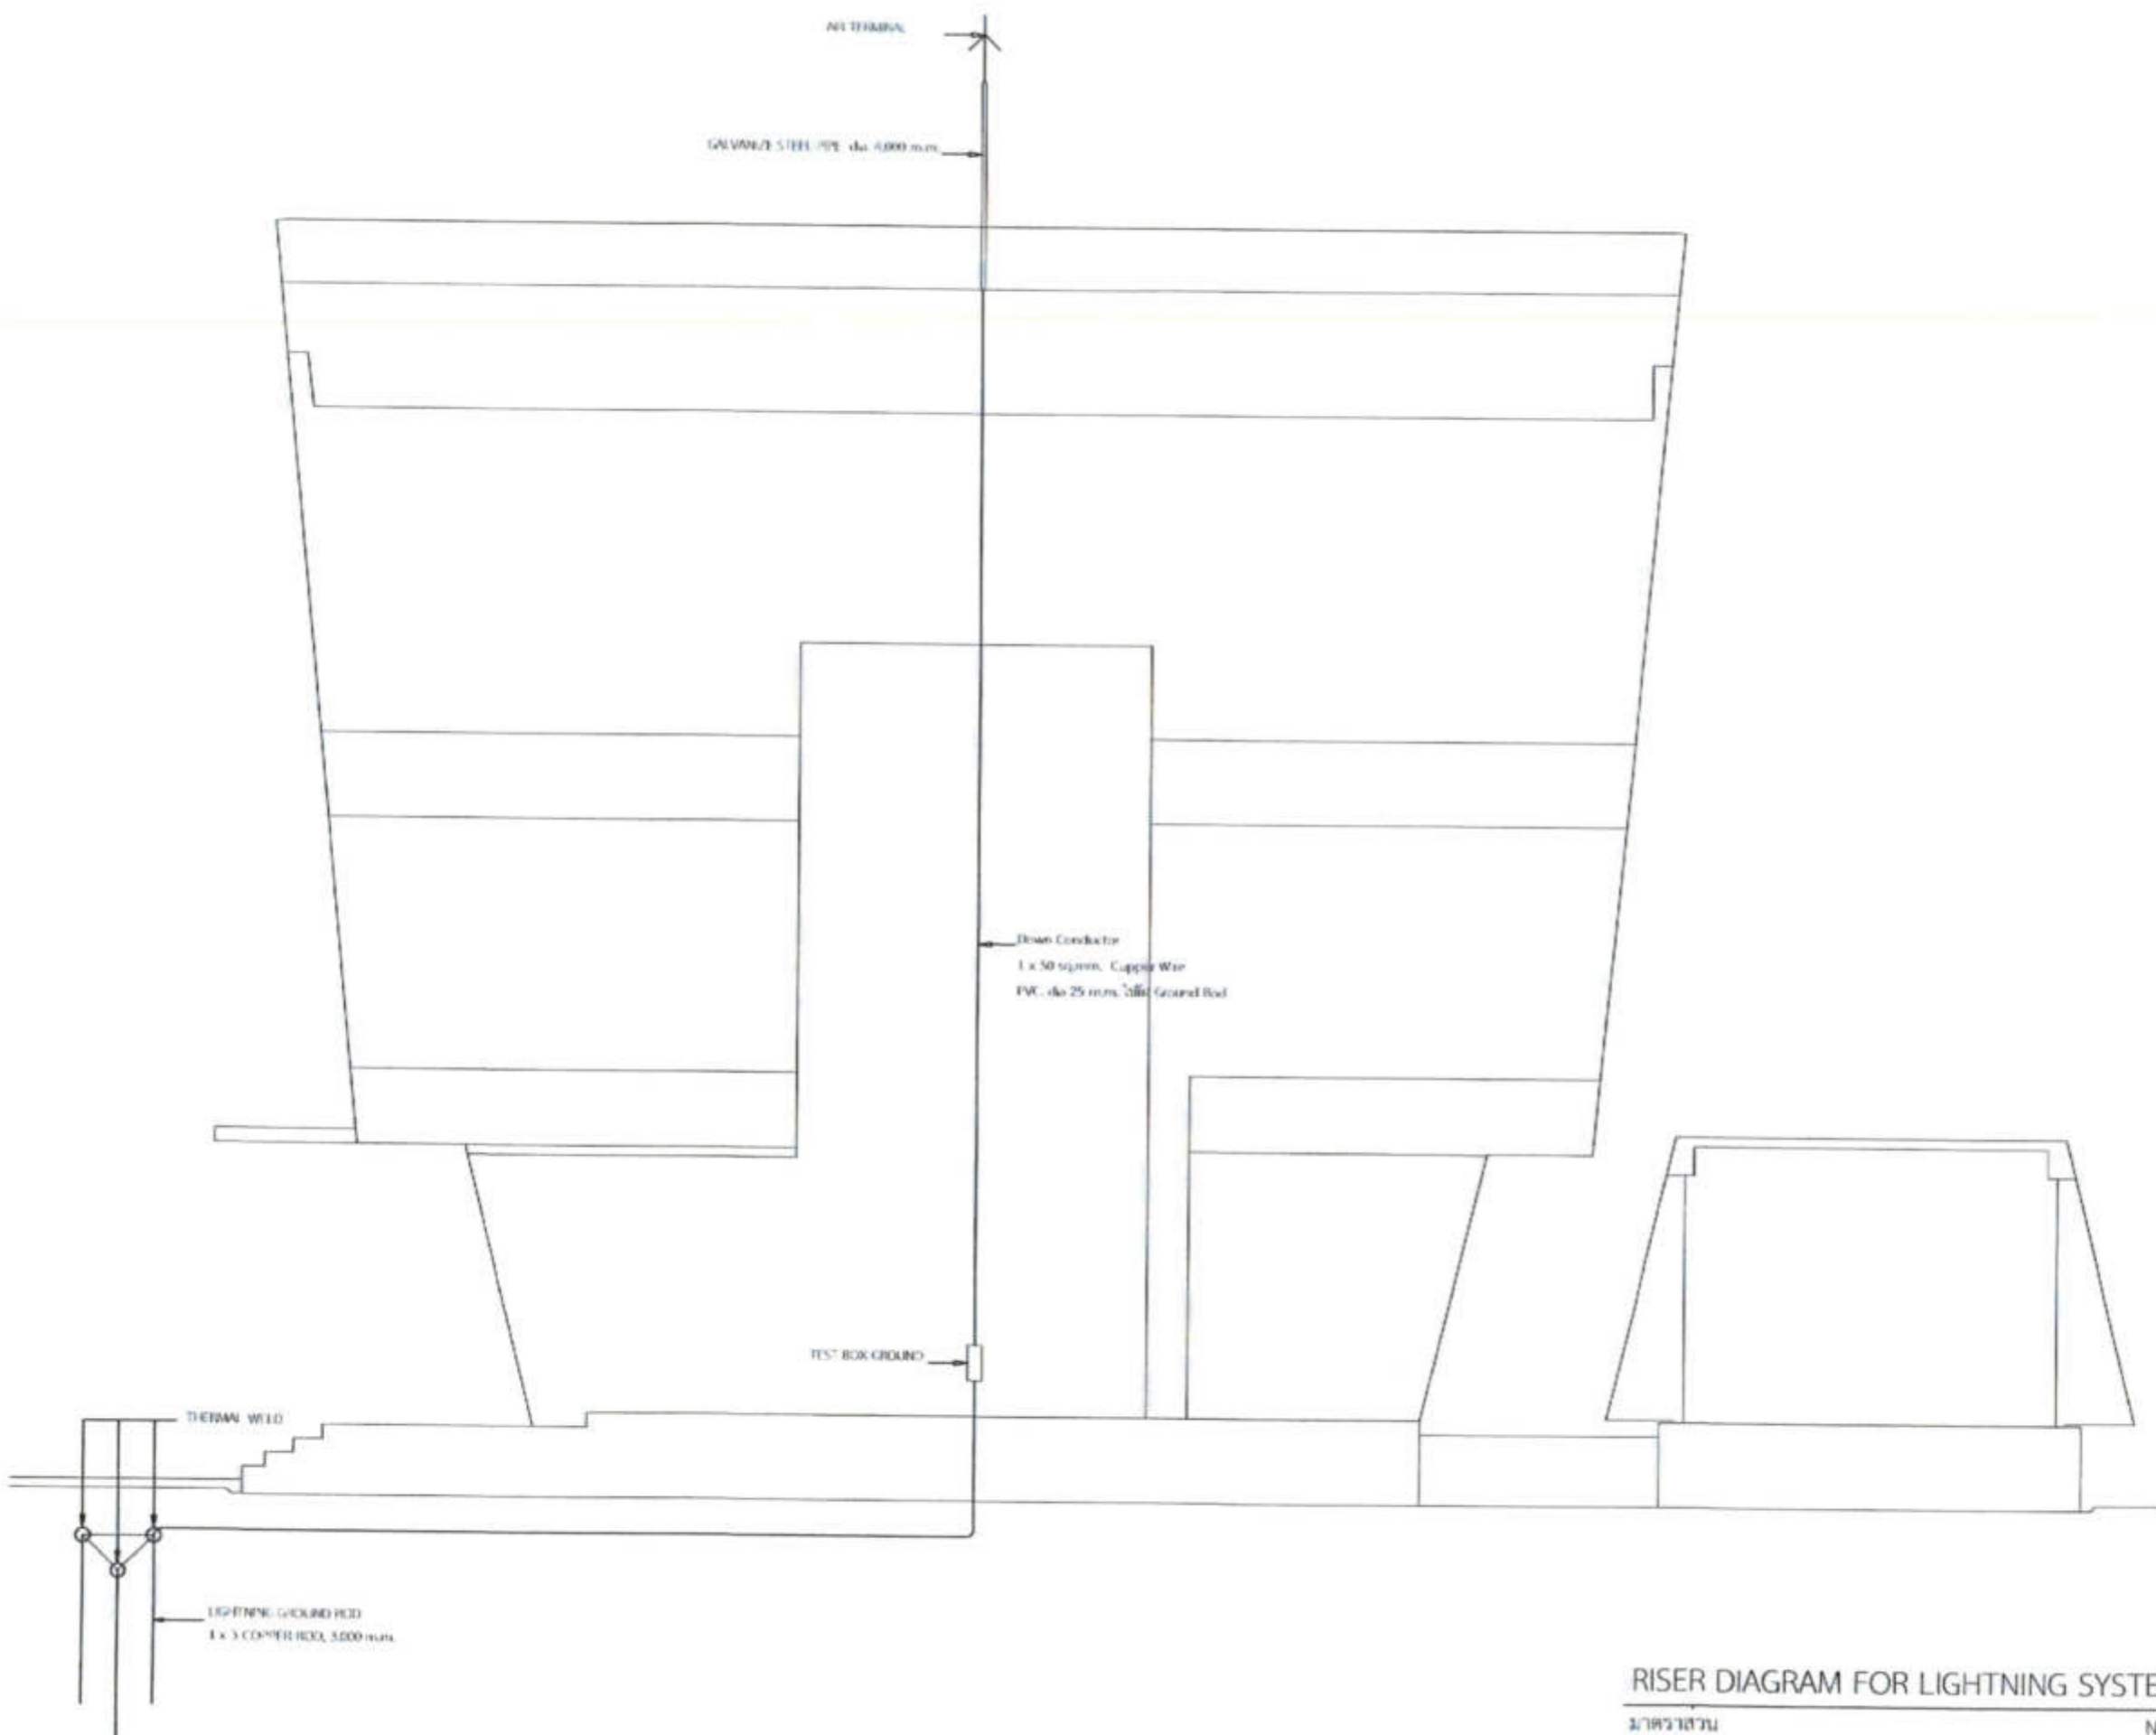 AIR TERMINAL
GALVANIZE STEEL PIPE dia. 4,000 m.m.
Down Conductor
1 x 50 sq.mm. Copper Wire
PVC. dia 25 m.m. Ground Rod
TEST BOX GROUND
THERMAL WELD
LIGHTNING GROUND ROD
1 x 3 COPPER ROD, 3,000 m.m.
RISER DIAGRAM FOR LIGHTNING SYSTE
มาตราส่วน N